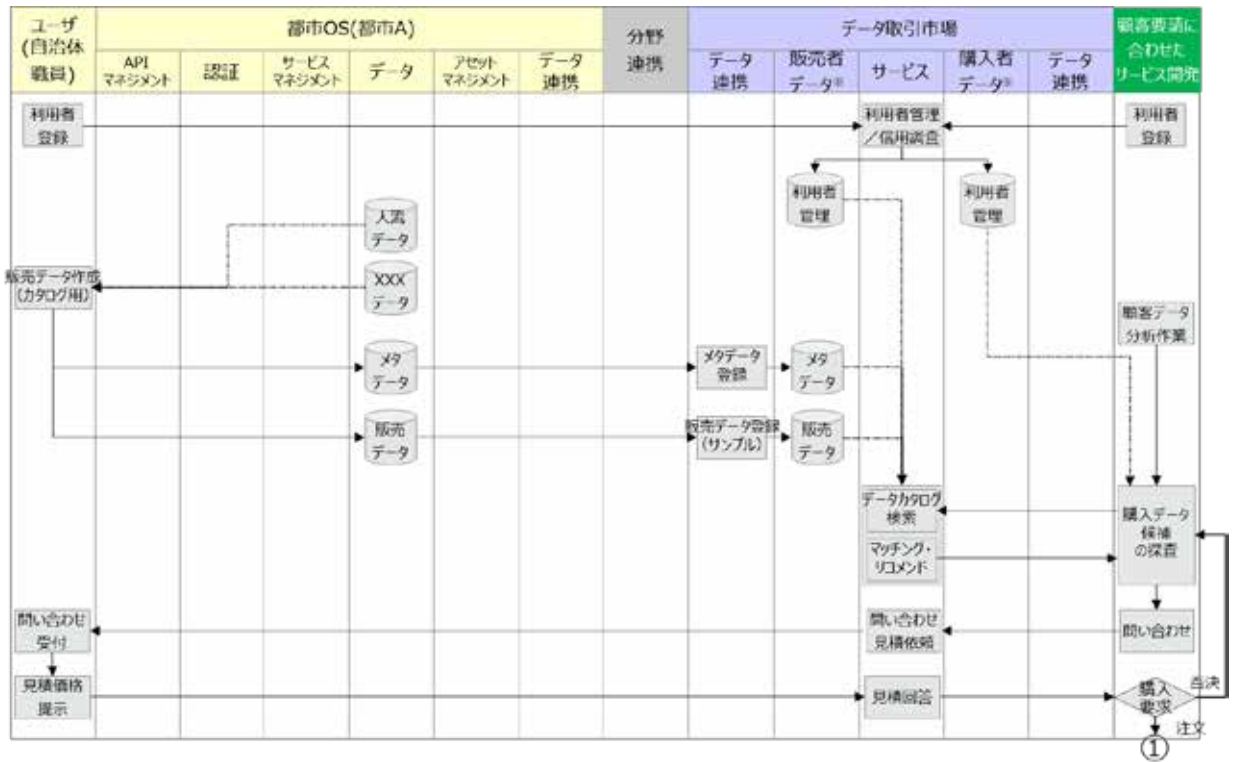 ユーザ
(自治体
職員)
都市OS(都市A)
分野
連携
データ取引市場
顧客要請に
合わせた
サービス開発
API
マネジメント
認証
サービス
マネジメント
データ
アセット
マネジメント
データ
連携
データ
連携
販売者
データ※
サービス
購入者
データ※
データ
連携
利用者
登録
利用者管理
／信用調査
利用者
登録
利用者
管理
利用者
管理
人流
データ
販売データ作成
(カタログ用)
XXX
データ
顧客データ
分析作業
メタ
データ
メタデータ
登録
メタ
データ
販売
データ
販売データ登録
(サンプル)
販売
データ
データカタログ
検索
購入データ
候補
の探査
マッチング・
リコメンド
問い合わせ
受付
問い合わせ
見積依頼
問い合わせ
見積価格
提示
見積回答
購入
要求
否決
注文
①